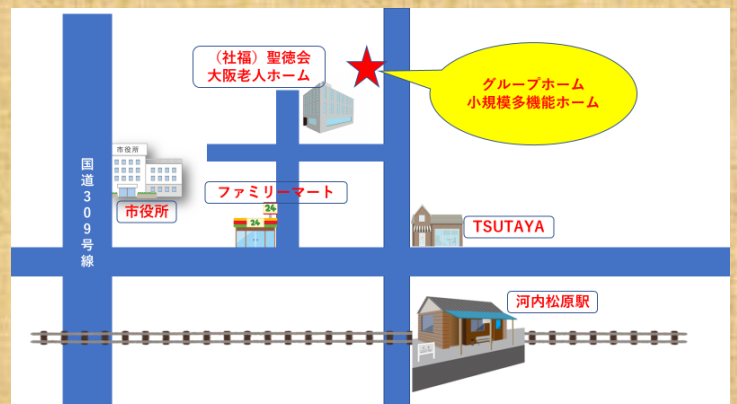 （社福）聖徳会
大阪老人ホーム
グループホーム
小規模多機能ホーム
国道309号線
市役所
市役所
ファミリーマート
24
24
TSUTAYA
河内松原駅